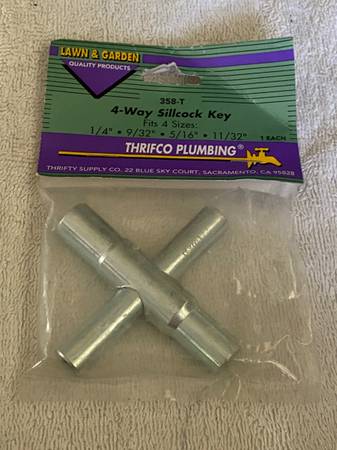 LAWN & GARDEN
QUALITY PRODUCTS
358-T
4-Way Sillcock Key
Fits 4 Sizes:
1/4" • 9/32" • 5/16" • 11/32" 1 EACH
THRIFCO PLUMBING®
THRIFTY SUPPLY CO. 22 BLUE SKY COURT, SACRAMENTO, CA 95828